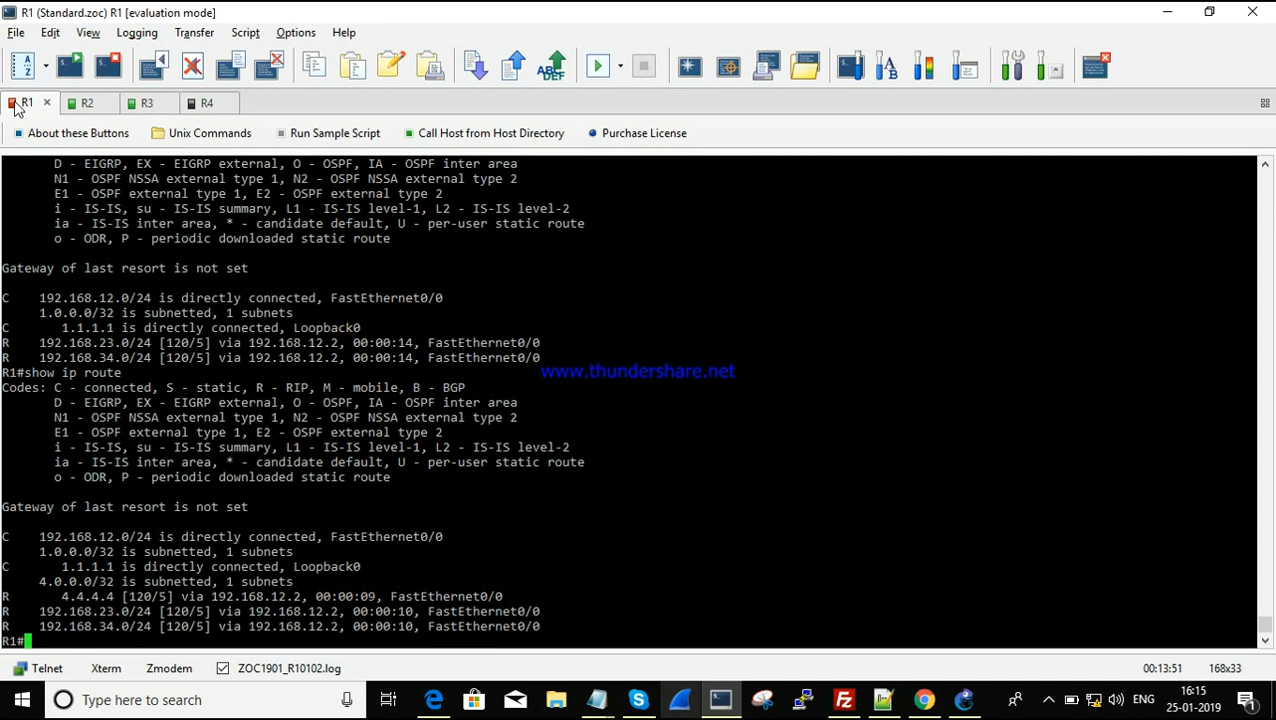 R1 (Standard.zoc) R1 [evaluation mode]
File Edit View Logging Transfer Script Options Help
R1 R2 R3 R4
About these Buttons Unix Commands Run Sample Script Call Host from Host Directory Purchase License
D - EIGRP, EX - EIGRP external, O - OSPF, IA - OSPF inter area
N1 - OSPF NSSA external type 1, N2 - OSPF NSSA external type 2
E1 - OSPF external type 1, E2 - OSPF external type 2
i - IS-IS, su - IS-IS summary, L1 - IS-IS level-1, L2 - IS-IS level-2
ia - IS-IS inter area, * - candidate default, U - per-user static route
o - ODR, P - periodic downloaded static route
Gateway of last resort is not set
C 192.168.12.0/24 is directly connected, FastEthernet0/0
1.0.0.0/32 is subnetted, 1 subnets
C 1.1.1.1 is directly connected, Loopback0
R 192.168.23.0/24 [120/5] via 192.168.12.2, 00:00:14, FastEthernet0/0
R 192.168.34.0/24 [120/5] via 192.168.12.2, 00:00:14, FastEthernet0/0
R1#show ip route
www.thundershare.net
Codes: C - connected, S - static, R - RIP, M - mobile, B - BGP
D - EIGRP, EX - EIGRP external, O - OSPF, IA - OSPF inter area
N1 - OSPF NSSA external type 1, N2 - OSPF NSSA external type 2
E1 - OSPF external type 1, E2 - OSPF external type 2
i - IS-IS, su - IS-IS summary, L1 - IS-IS level-1, L2 - IS-IS level-2
ia - IS-IS inter area, * - candidate default, U - per-user static route
o - ODR, P - periodic downloaded static route
Gateway of last resort is not set
C 192.168.12.0/24 is directly connected, FastEthernet0/0
1.0.0.0/32 is subnetted, 1 subnets
C 1.1.1.1 is directly connected, Loopback0
4.0.0.0/32 is subnetted, 1 subnets
R 4.4.4.4 [120/5] via 192.168.12.2, 00:00:09, FastEthernet0/0
R 192.168.23.0/24 [120/5] via 192.168.12.2, 00:00:10, FastEthernet0/0
R 192.168.34.0/24 [120/5] via 192.168.12.2, 00:00:10, FastEthernet0/0
R1#
Telnet Xterm Zmodem ZOC1901_R10102.log 00:13:51 168x33
Type here to search ENG 16:15
25-01-2019 1